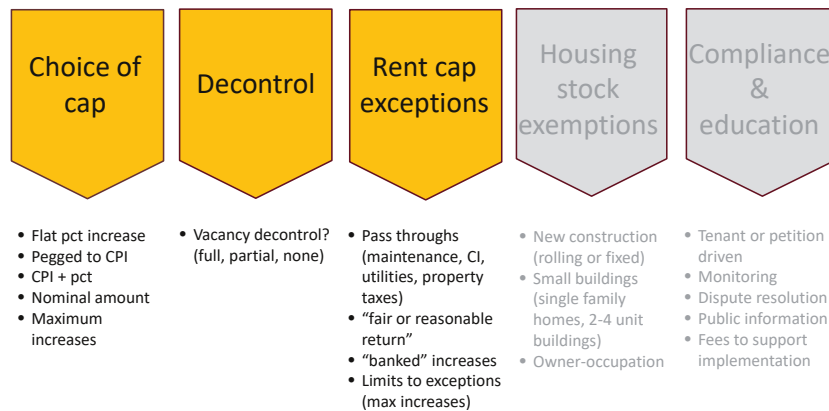 Choice of
cap
Decontrol
Rent cap
exceptions
Housing
stock
exemptions
Compliance
&
education
• Flat pct increase
• Pegged to CPI
• CPI + pct
• Nominal amount
• Maximum
increases
• Vacancy decontrol?
(full, partial, none)
• Pass throughs
(maintenance, CI,
utilities, property
taxes)
• “fair or reasonable
return”
• “banked” increases
• Limits to exceptions
(max increases)
• New construction
(rolling or fixed)
• Small buildings
(single family
homes, 2-4 unit
buildings)
• Owner-occupation
• Tenant or petition
driven
• Monitoring
• Dispute resolution
• Public information
• Fees to support
implementation